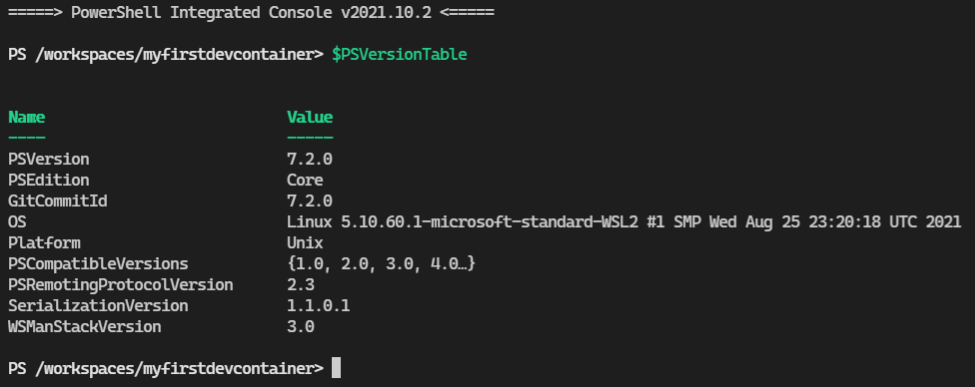 =====> PowerShell Integrated Console v2021.10.2 <=====
PS /workspaces/myfirstdevcontainer> $PSVersionTable
Name                           Value
----                           -----
PSVersion                      7.2.0
PSEdition                      Core
GitCommitId                    7.2.0
OS                             Linux 5.10.60.1-microsoft-standard-WSL2 #1 SMP Wed Aug 25 23:20:18 UTC 2021
Platform                       Unix
PSCompatibleVersions           {1.0, 2.0, 3.0, 4.0…}
PSRemotingProtocolVersion      2.3
SerializationVersion           1.1.0.1
WSManStackVersion              3.0
PS /workspaces/myfirstdevcontainer>